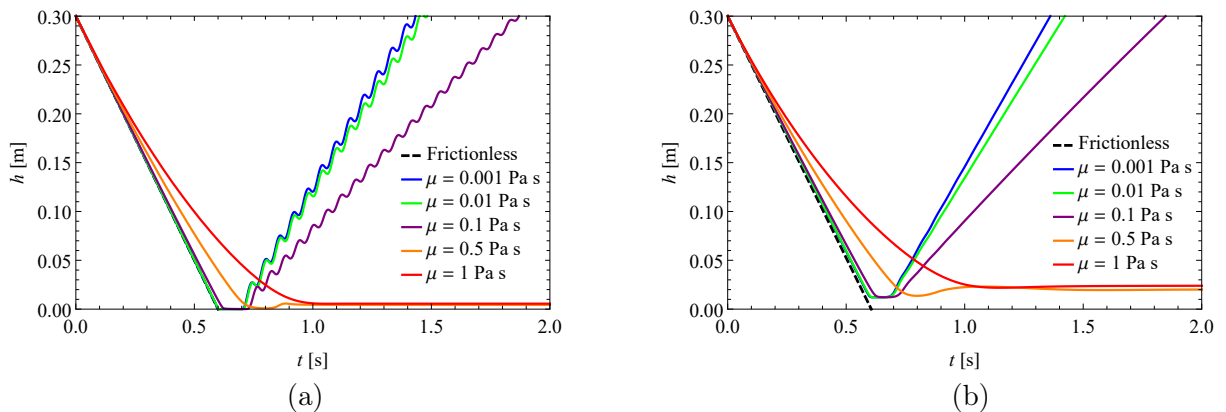 0.30
0.25
0.20
0.15
0.10
0.05
0.00
h [m]
Frictionless
μ = 0.001 Pa s
μ = 0.01 Pa s
μ = 0.1 Pa s
μ = 0.5 Pa s
μ = 1 Pa s
0.0 0.5 1.0 1.5 2.0
t [s]
(a)
0.30
0.25
0.20
0.15
0.10
0.05
0.00
h [m]
Frictionless
μ = 0.001 Pa s
μ = 0.01 Pa s
μ = 0.1 Pa s
μ = 0.5 Pa s
μ = 1 Pa s
0.0 0.5 1.0 1.5 2.0
t [s]
(b)